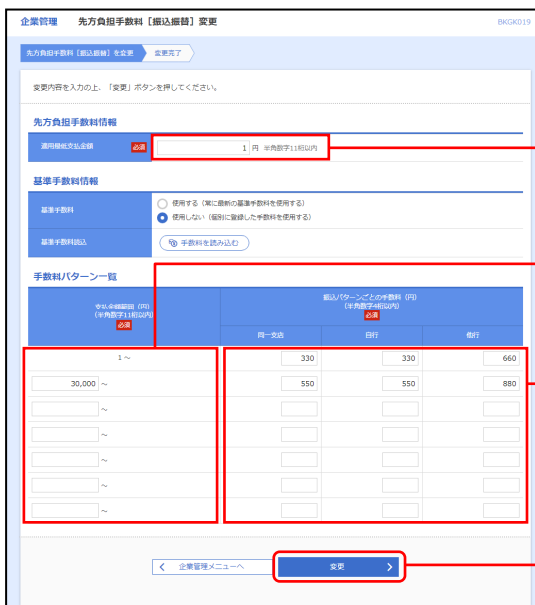 企業管理 先方負担手数料［振込振替］変更 BKGK019
先方負担手数料［振込振替］を変更 変更完了
変更内容を入力の上、「変更」ボタンを押してください。
先方負担手数料情報
適用最低支払金額 必須 1 円 半角数字11桁以内
基準手数料情報
基準手数料 使用する（常に最新の基準手数料を使用する）
使用しない（個別に登録した手数料を使用する）
基準手数料読込 手数料を読み込む
手数料パターン一覧
支払金額範囲（円）
（半角数字11桁以内）
必須
振込パターンごとの手数料（円）
（半角数字4桁以内）
必須
同一支店 自行 他行
1 ～ 330 330 660
30,000 ～ 550 550 880
～
～
～
～
～
企業管理メニューへ 変更